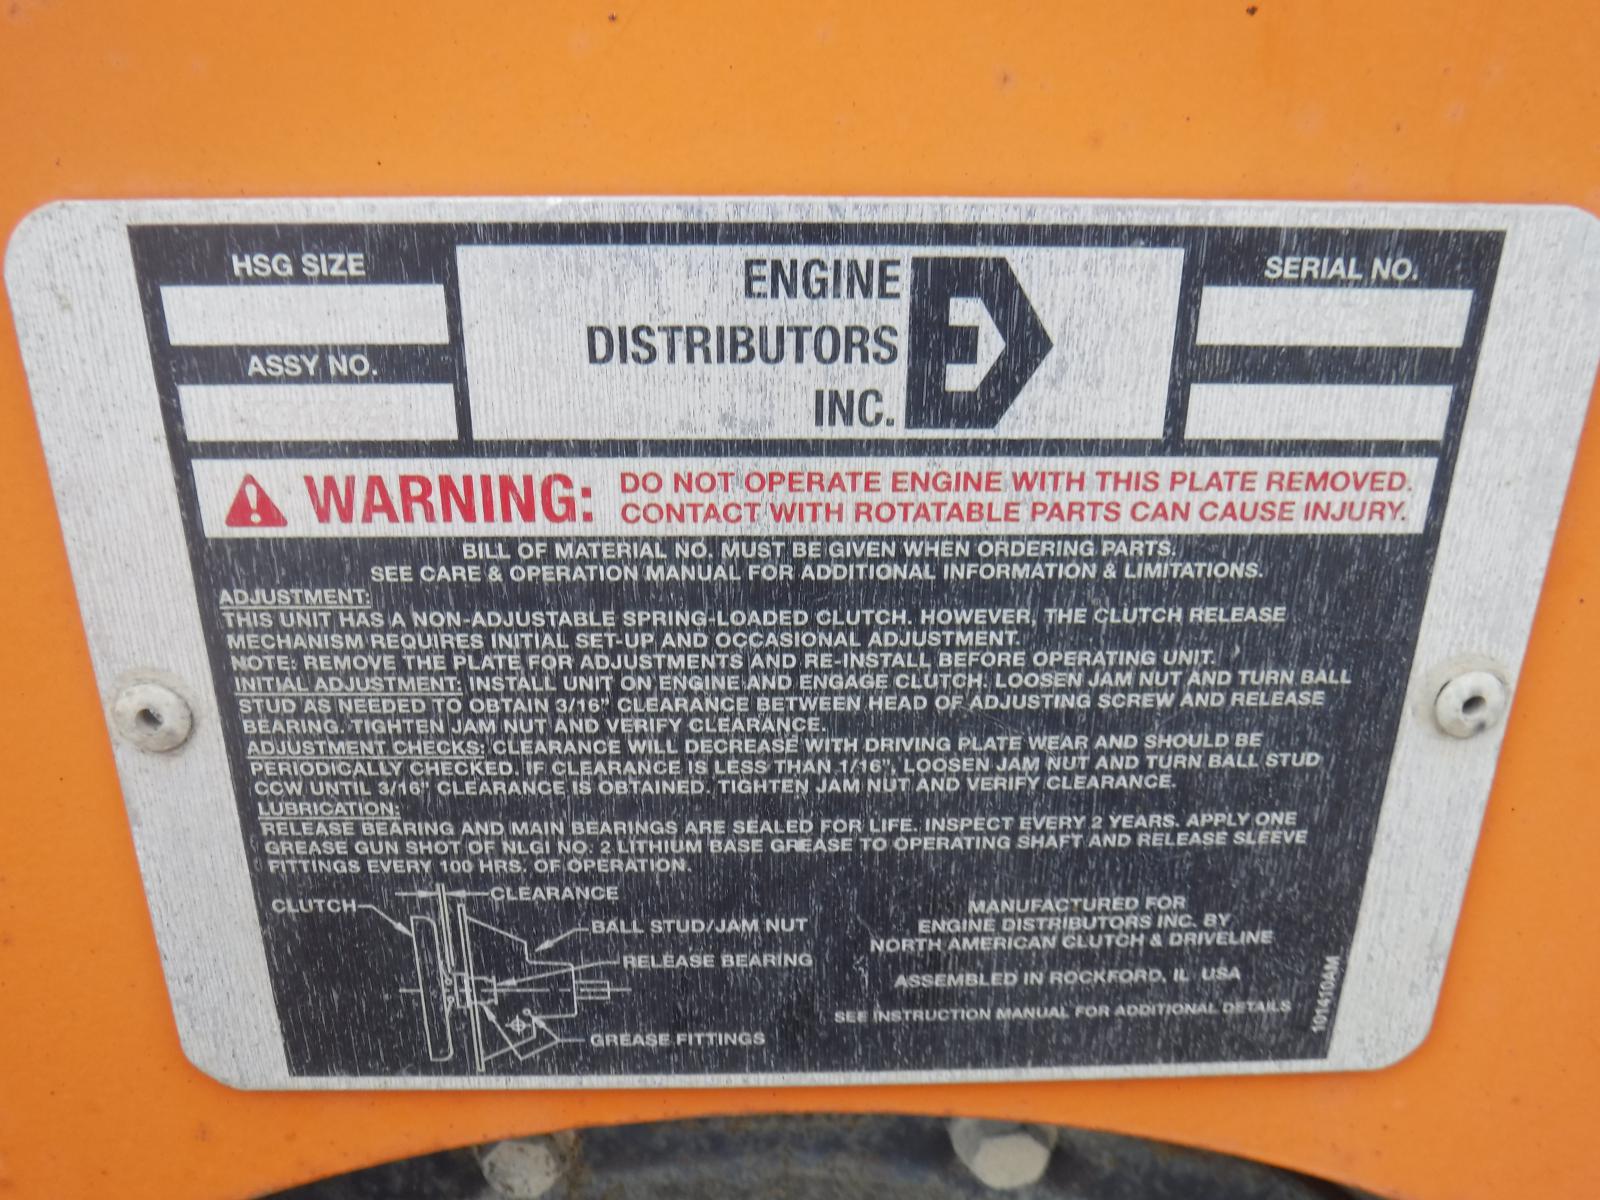 HSG SIZE
ASSY NO.
ENGINE
DISTRIBUTORS
INC.
SERIAL NO.
WARNING: DO NOT OPERATE ENGINE WITH THIS PLATE REMOVED.
CONTACT WITH ROTATABLE PARTS CAN CAUSE INJURY.
BILL OF MATERIAL NO. MUST BE GIVEN WHEN ORDERING PARTS.
SEE CARE & OPERATION MANUAL FOR ADDITIONAL INFORMATION & LIMITATIONS.
ADJUSTMENT:
THIS UNIT HAS A NON-ADJUSTABLE SPRING-LOADED CLUTCH. HOWEVER, THE CLUTCH RELEASE
MECHANISM REQUIRES INITIAL SET-UP AND OCCASIONAL ADJUSTMENT.
NOTE: REMOVE THE PLATE FOR ADJUSTMENTS AND RE-INSTALL BEFORE OPERATING UNIT.
INITIAL ADJUSTMENT: INSTALL UNIT ON ENGINE AND ENGAGE CLUTCH. LOOSEN JAM NUT AND TURN BALL
STUD AS NEEDED TO OBTAIN 3/16" CLEARANCE BETWEEN HEAD OF ADJUSTING SCREW AND RELEASE
BEARING. TIGHTEN JAM NUT AND VERIFY CLEARANCE.
ADJUSTMENT CHECKS: CLEARANCE WILL DECREASE WITH DRIVING PLATE WEAR AND SHOULD BE
PERIODICALLY CHECKED. IF CLEARANCE IS LESS THAN 1/16", LOOSEN JAM NUT AND TURN BALL STUD
CCW UNTIL 3/16" CLEARANCE IS OBTAINED. TIGHTEN JAM NUT AND VERIFY CLEARANCE.
LUBRICATION:
RELEASE BEARING AND MAIN BEARINGS ARE SEALED FOR LIFE. INSPECT EVERY 2 YEARS. APPLY ONE
GREASE GUN SHOT OF NLGI NO. 2 LITHIUM BASE GREASE TO OPERATING SHAFT AND RELEASE SLEEVE
FITTINGS EVERY 100 HRS. OF OPERATION.
CLEARANCE
CLUTCH
BALL STUD/JAM NUT
RELEASE BEARING
GREASE FITTINGS
MANUFACTURED FOR
ENGINE DISTRIBUTORS INC. BY
NORTH AMERICAN CLUTCH & DRIVELINE
ASSEMBLED IN ROCKFORD, IL USA
SEE INSTRUCTION MANUAL FOR ADDITIONAL DETAILS
101410AM